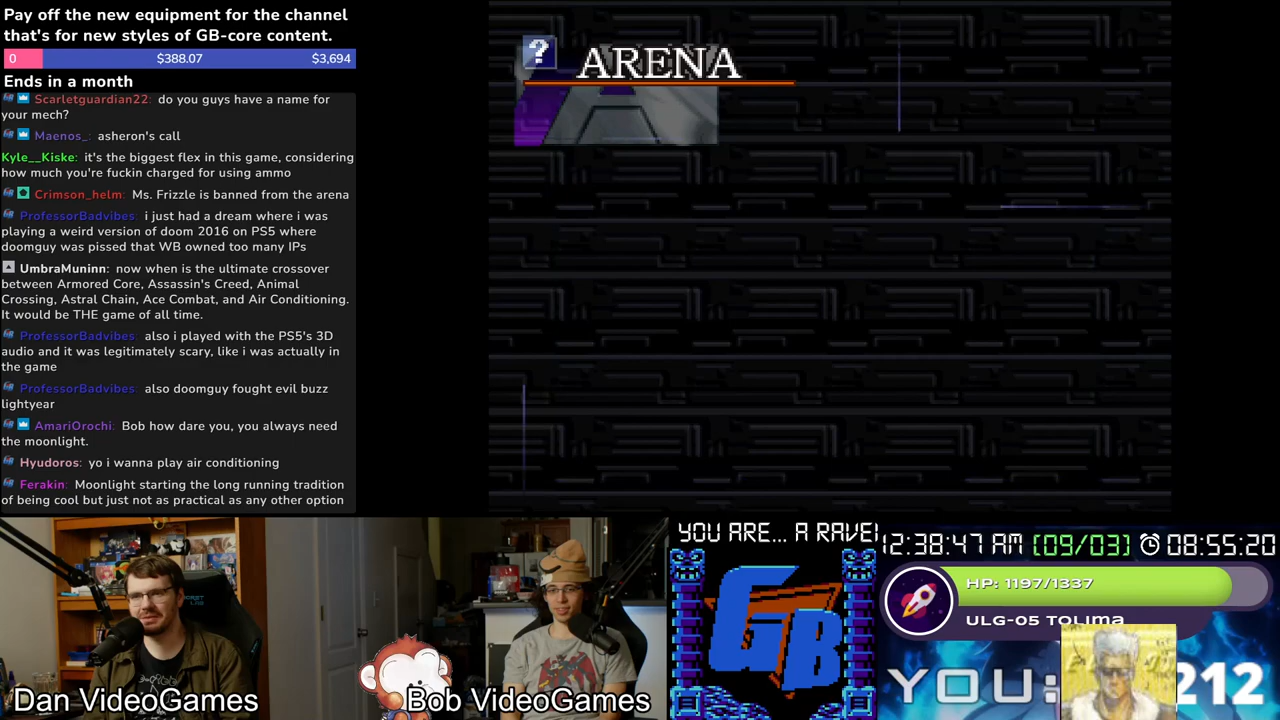 Pay off the new equipment for the channel
that's for new styles of GB-core content.
0 $388.07 $3,694
Ends in a month
Scarletguardian22: do you guys have a name for
your mech?
Maenos_: asheron's call
Kyle__Kiske: it's the biggest flex in this game, considering
how much you're fuckin charged for using ammo
Crimson_helm: Ms. Frizzle is banned from the arena
ProfessorBadvibes: i just had a dream where i was
playing a weird version of doom 2016 on PS5 where
doomguy was pissed that WB owned too many IPs
UmbraMuninn: now when is the ultimate crossover
between Armored Core, Assassin's Creed, Animal
Crossing, Astral Chain, Ace Combat, and Air Conditioning.
It would be THE game of all time.
ProfessorBadvibes: also i played with the PS5's 3D
audio and it was legitimately scary, like i was actually in
the game
ProfessorBadvibes: also doomguy fought evil buzz
lightyear
AmariOrochi: Bob how dare you, you always need
the moonlight.
Hyudoros: yo i wanna play air conditioning
Ferakin: Moonlight starting the long running tradition
of being cool but just not as practical as any other option
? ARENA
Dan VideoGames
Bob VideoGames
YOU ARE... A RAVE!
GB
12:38:47 AM [09/03] 08:55:20
HP: 1197/1337
ULG-05 TOLIMA
YOU: 212